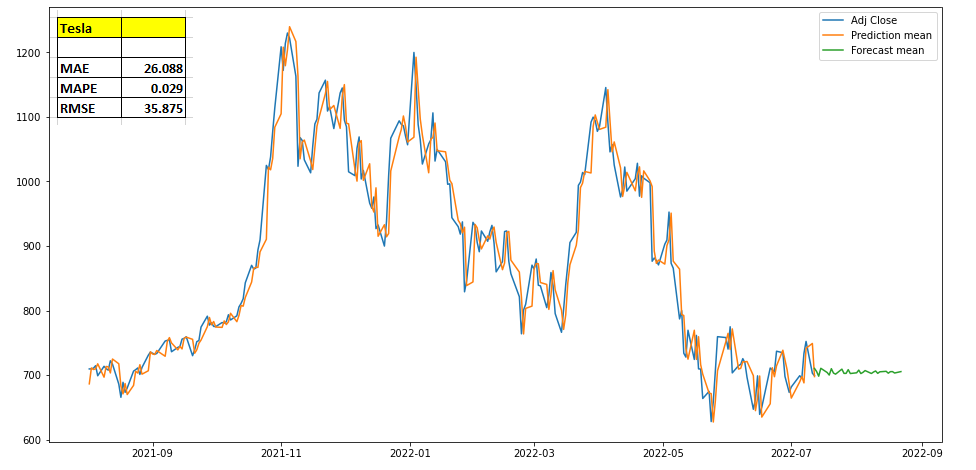 Tesla
MAE 26.088
MAPE 0.029
RMSE 35.875
Adj Close
Prediction mean
Forecast mean
1200
1100
1000
900
800
700
600
2021-09 2021-11 2022-01 2022-03 2022-05 2022-07 2022-09